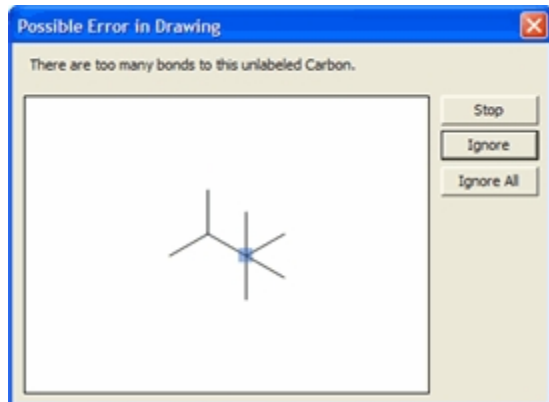 Possible Error in Drawing
There are too many bonds to this unlabeled Carbon.
Stop
Ignore
Ignore All